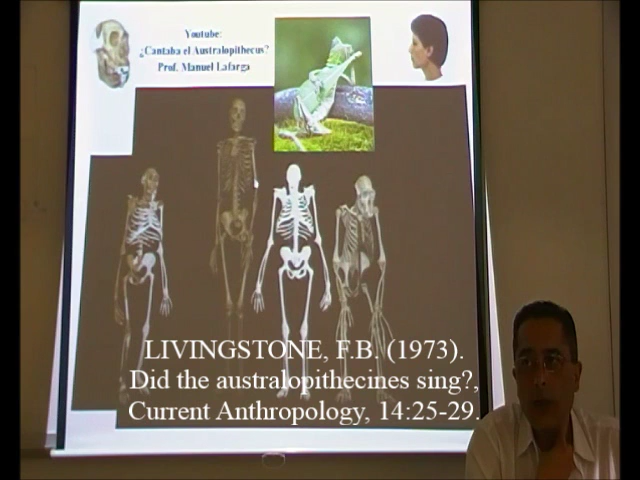 Youtube:
¿Cantaba el Australopithecus?
Prof. Manuel Lafarga
LIVINGSTONE, F.B. (1973).
Did the australopithecines sing?,
Current Anthropology, 14:25-29.